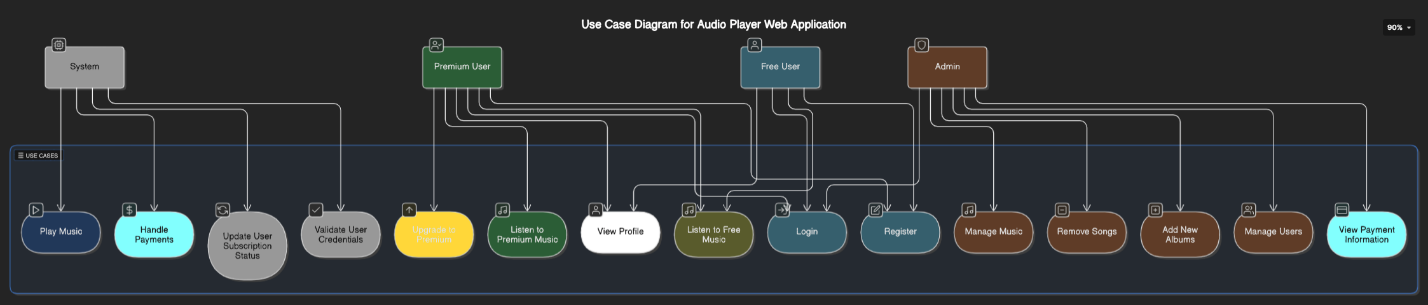 Use Case Diagram for Audio Player Web Application
90%
System
Premium User
Free User
Admin
USE CASES
Play Music
Handle
Payments
Update User
Subscription
Status
Validate User
Credentials
Upgrade to
Premium
Listen to
Premium Music
View Profile
Listen to Free
Music
Login
Register
Manage Music
Remove Songs
Add New
Albums
Manage Users
View Payment
Information